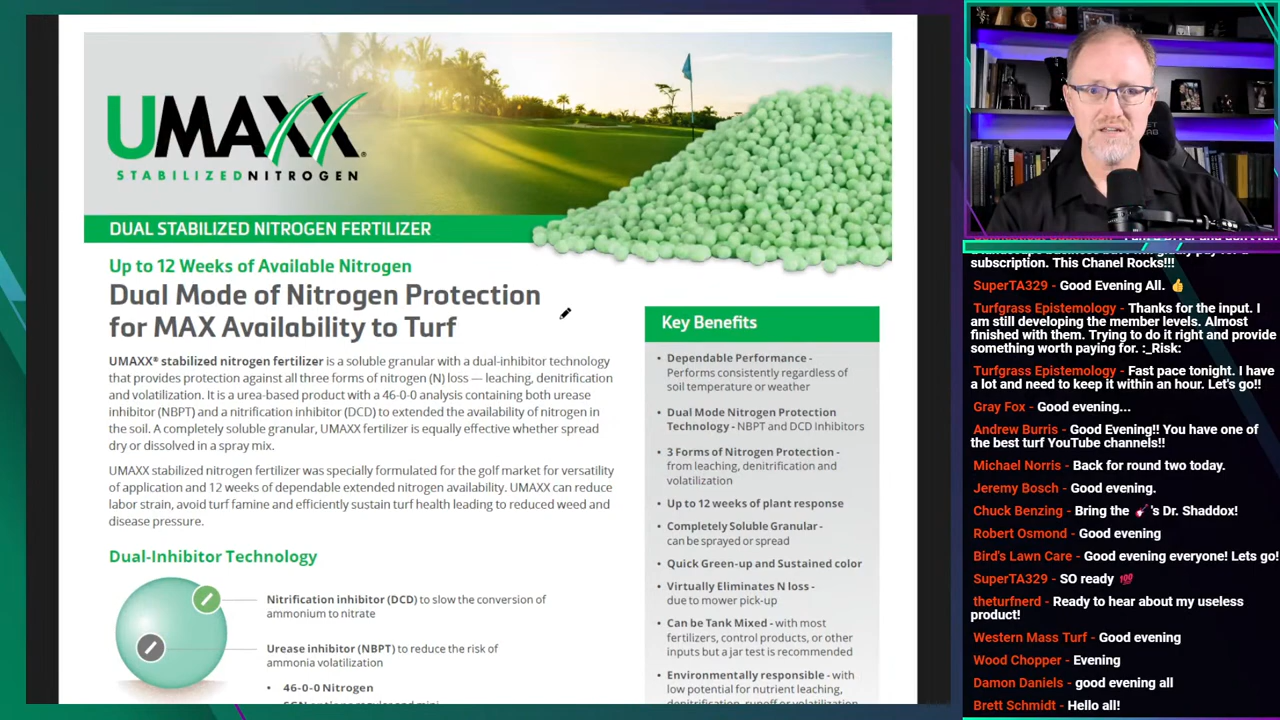 UMAXX®
STABILIZEDNITROGEN
DUAL STABILIZED NITROGEN FERTILIZER
Up to 12 Weeks of Available Nitrogen
Dual Mode of Nitrogen Protection
for MAX Availability to Turf
UMAXX® stabilized nitrogen fertilizer is a soluble granular with a dual-inhibitor technology
that provides protection against all three forms of nitrogen (N) loss — leaching, denitrification
and volatilization. It is a urea-based product with a 46-0-0 analysis containing both urease
inhibitor (NBPT) and a nitrification inhibitor (DCD) to extended the availability of nitrogen in
the soil. A completely soluble granular, UMAXX fertilizer is equally effective whether spread
dry or dissolved in a spray mix.
UMAXX stabilized nitrogen fertilizer was specially formulated for the golf market for versatility
of application and 12 weeks of dependable extended nitrogen availability. UMAXX can reduce
labor strain, avoid turf famine and efficiently sustain turf health leading to reduced weed and
disease pressure.
Dual-Inhibitor Technology
Nitrification inhibitor (DCD) to slow the conversion of
ammonium to nitrate
Urease inhibitor (NBPT) to reduce the risk of
ammonia volatilization
• 46-0-0 Nitrogen
Key Benefits
• Dependable Performance -
Performs consistently regardless of
soil temperature or weather
• Dual Mode Nitrogen Protection
Technology - NBPT and DCD Inhibitors
• 3 Forms of Nitrogen Protection -
from leaching, denitrification and
volatilization
• Up to 12 weeks of plant response
• Completely Soluble Granular -
can be sprayed or spread
• Quick Green-up and Sustained color
• Virtually Eliminates N loss -
due to mower pick-up
• Can be Tank Mixed - with most
fertilizers, control products, or other
inputs but a jar test is recommended
• Environmentally responsible - with
low potential for nutrient leaching,
subscription. This Chanel Rocks!!!
SuperTA329 - Good Evening All. 👍
Turfgrass Epistemology - Thanks for the input. I
am still developing the member levels. Almost
finished with them. Trying to do it right and provide
something worth paying for. :_Risk:
Turfgrass Epistemology - Fast pace tonight. I have
a lot and need to keep it within an hour. Let's go!!
Gray Fox - Good evening...
Andrew Burris - Good Evening!! You have one of
the best turf YouTube channels!!
Michael Norris - Back for round two today.
Jeremy Bosch - Good evening.
Chuck Benzing - Bring the 🎸's Dr. Shaddox!
Robert Osmond - Good evening
Bird's Lawn Care - Good evening everyone! Lets go!
SuperTA329 - SO ready 💯
theturfnerd - Ready to hear about my useless
product!
Western Mass Turf - Good evening
Wood Chopper - Evening
Damon Daniels - good evening all
Brett Schmidt - Hello all!